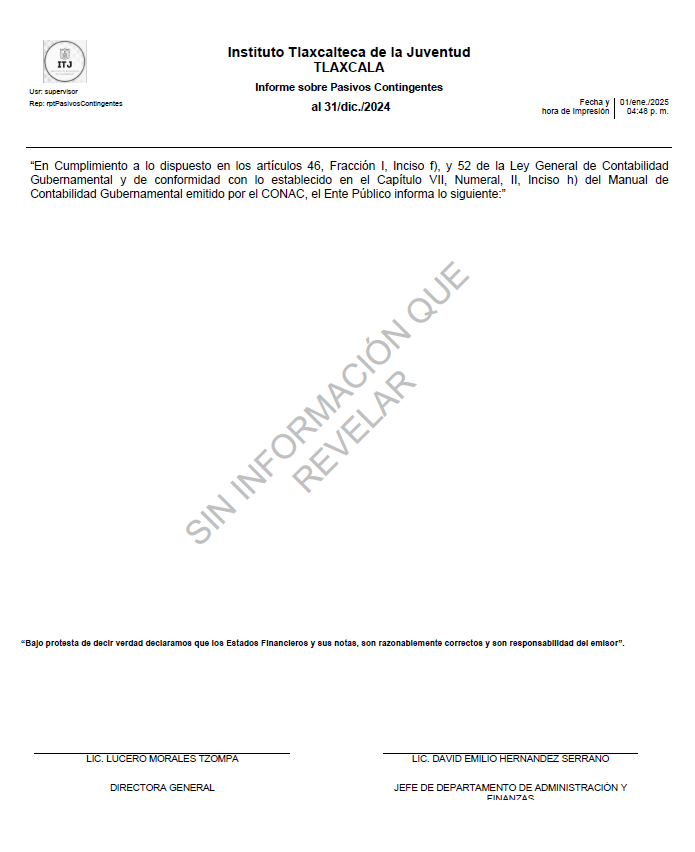 Instituto Tlaxcalteca de la Juventud
TLAXCALA
Informe sobre Pasivos Contingentes
al 31/dic./2024
ITJ
Usr: supervisor
Rep: rptPasivosContingentes
Fecha y 01/ene./2025
hora de Impresión 04:48 p. m.
“En Cumplimiento a lo dispuesto en los artículos 46, Fracción I, Inciso f), y 52 de la Ley General de Contabilidad
Gubernamental y de conformidad con lo establecido en el Capítulo VII, Numeral, II, Inciso h) del Manual de
Contabilidad Gubernamental emitido por el CONAC, el Ente Público informa lo siguiente:”
SIN INFORMACIÓN QUE
REVELAR
“Bajo protesta de decir verdad declaramos que los Estados Financieros y sus notas, son razonablemente correctos y son responsabilidad del emisor”.
LIC. LUCERO MORALES TZOMPA
DIRECTORA GENERAL
LIC. DAVID EMILIO HERNANDEZ SERRANO
JEFE DE DEPARTAMENTO DE ADMINISTRACIÓN Y
FINANZAS